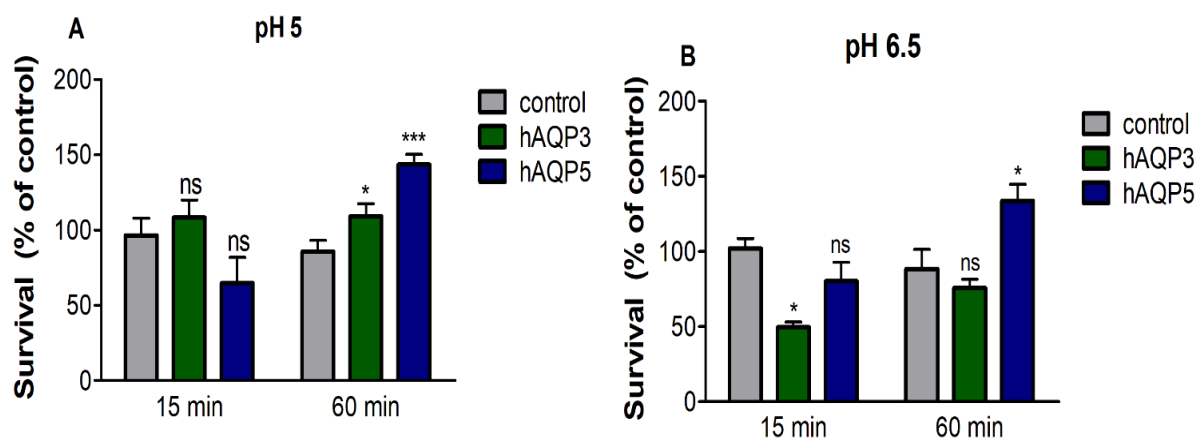 A
pH 5
Survival (% of control)
200
150
100
50
0
ns
ns
*
***
15 min
60 min
control
hAQP3
hAQP5
B
pH 6.5
Survival (% of control)
200
150
100
50
0
*
ns
ns
*
15 min
60 min
control
hAQP3
hAQP5